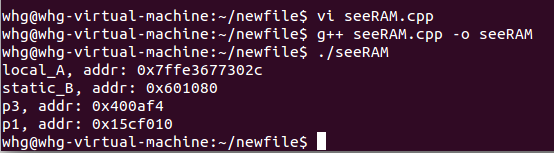 whg@whg-virtual-machine:~/newfile$ vi seeRAM.cpp
whg@whg-virtual-machine:~/newfile$ g++ seeRAM.cpp -o seeRAM
whg@whg-virtual-machine:~/newfile$ ./seeRAM
local_A, addr: 0x7ffe3677302c
static_B, addr: 0x601080
p3, addr: 0x400af4
p1, addr: 0x15cf010
whg@whg-virtual-machine:~/newfile$